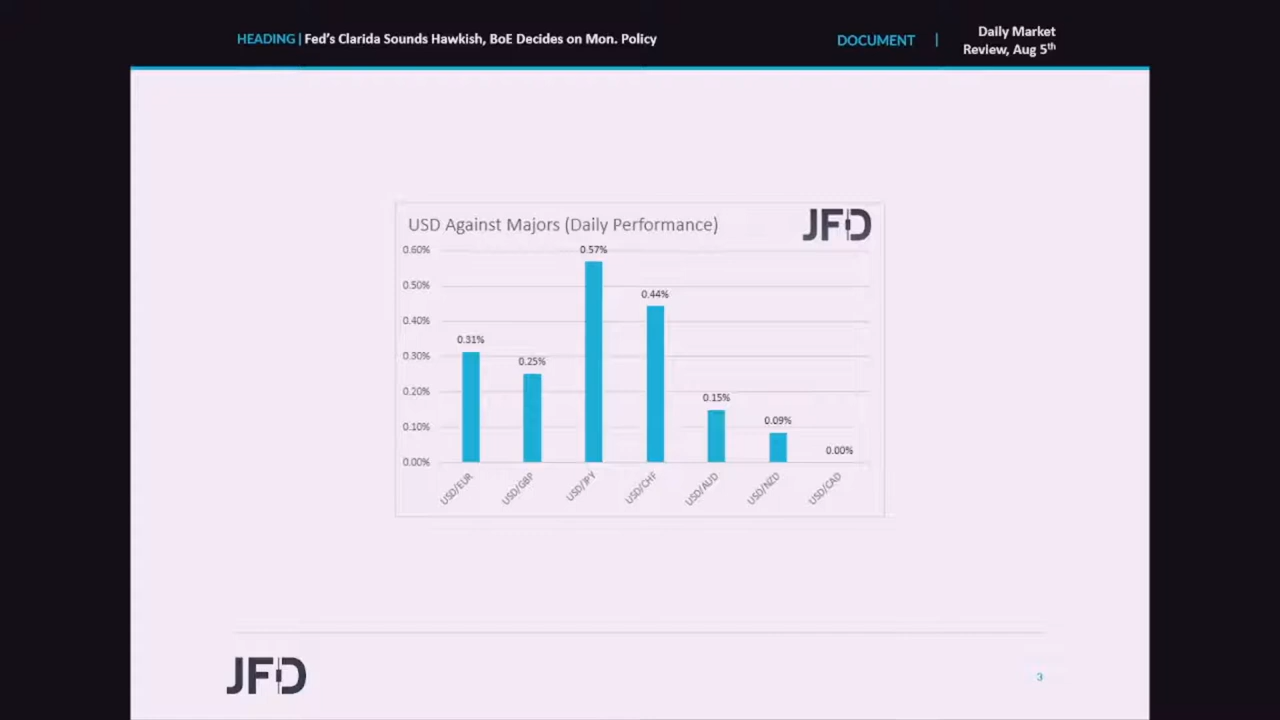 HEADING | Fed's Clarida Sounds Hawkish, BoE Decides on Mon. Policy
DOCUMENT |
Daily Market
Review, Aug 5th
USD Against Majors (Daily Performance)
JFD
0.60%
0.50%
0.40%
0.30%
0.20%
0.10%
0.00%
0.31%
0.25%
0.57%
0.44%
0.15%
0.09%
0.00%
USD/EUR
USD/GBP
USD/JPY
USD/CHF
USD/AUD
USD/NZD
USD/CAD
JFD
3